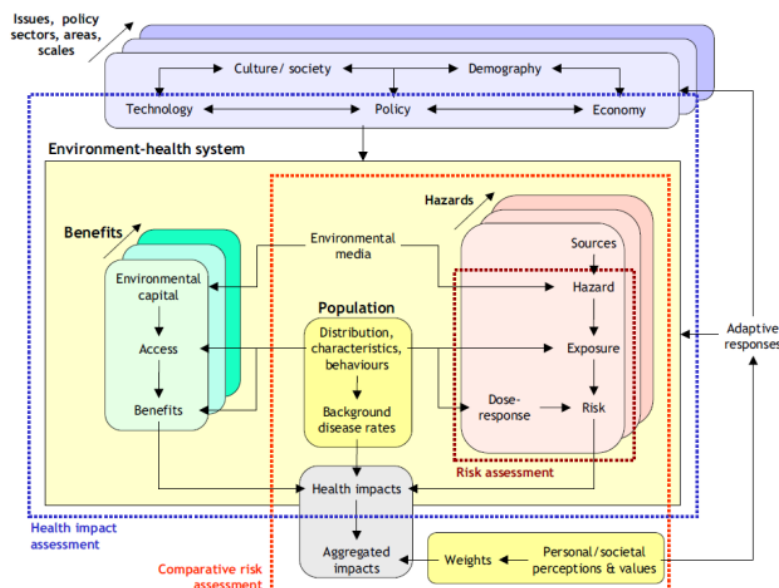 Issues, policy
sectors, areas,
scales
Culture/ society
Demography
Technology
Policy
Economy
Environment-health system
Benefits
Hazards
Environmental
media
Sources
Environmental
capital
Hazard
Population
Distribution,
characteristics,
behaviours
Access
Exposure
Adaptive
responses
Benefits
Background
disease rates
Dose-
response
Risk
Risk assessment
Health impacts
Health impact
assessment
Comparative risk
assessment
Aggregated
impacts
Weights
Personal/societal
perceptions & values